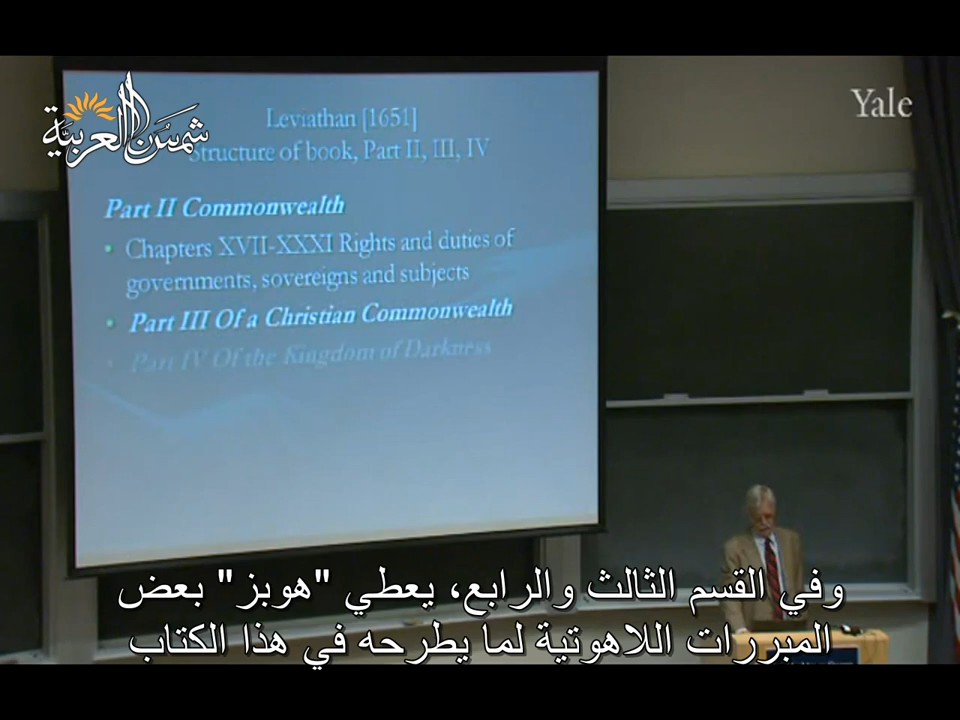 شمس العربية
Yale
Leviathan [1651]
Structure of book, Part II, III, IV
Part II Commonwealth
• Chapters XVII-XXXI Rights and duties of
governments, sovereigns and subjects
• Part III Of a Christian Commonwealth
• Part IV Of the Kingdom of Darkness
وفي القسم الثالث والرابع، يعطي "هوبز" بعض
المبررات اللاهوتية لما يطرحه في هذا الكتاب